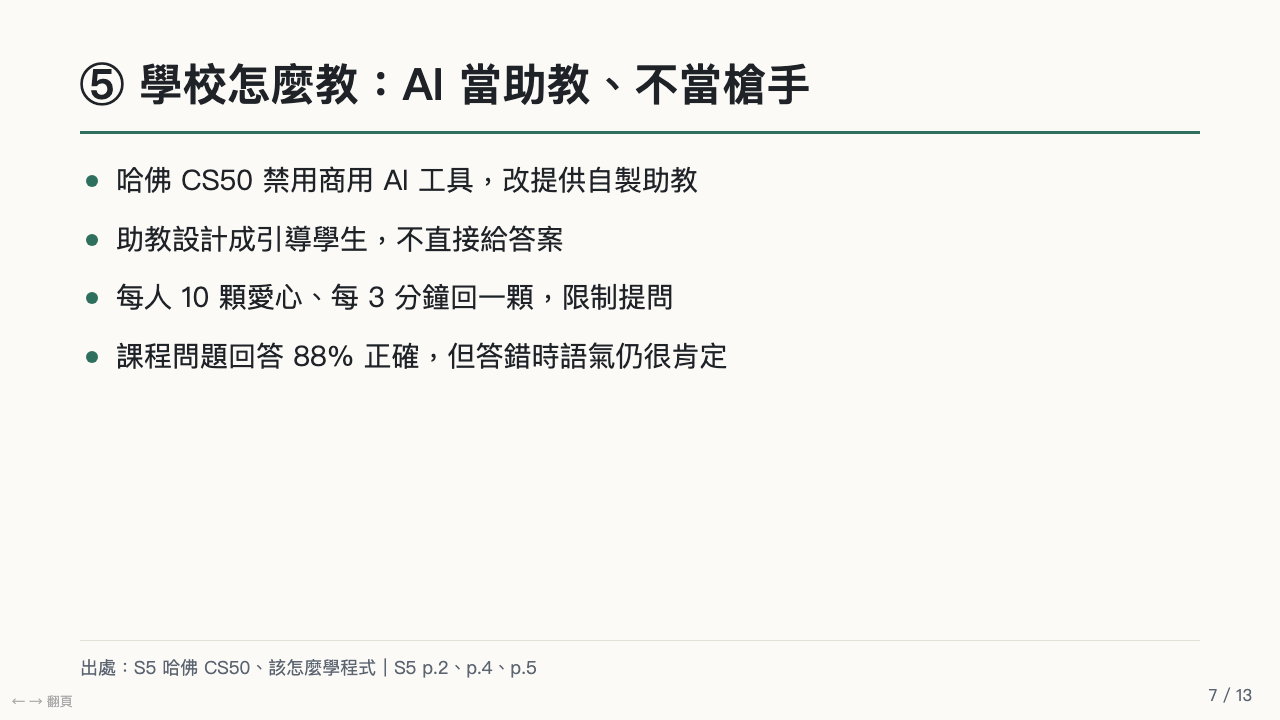 ⑤ 學校怎麼教：AI 當助教、不當槍手
哈佛 CS50 禁用商用 AI 工具，改提供自製助教
助教設計成引導學生，不直接給答案
每人 10 顆愛心、每 3 分鐘回一顆，限制提問
課程問題回答 88% 正確，但答錯時語氣仍很肯定
出處：S5 哈佛 CS50、該怎麼學程式｜S5 p.2、p.4、p.5
←→ 翻頁
7 / 13